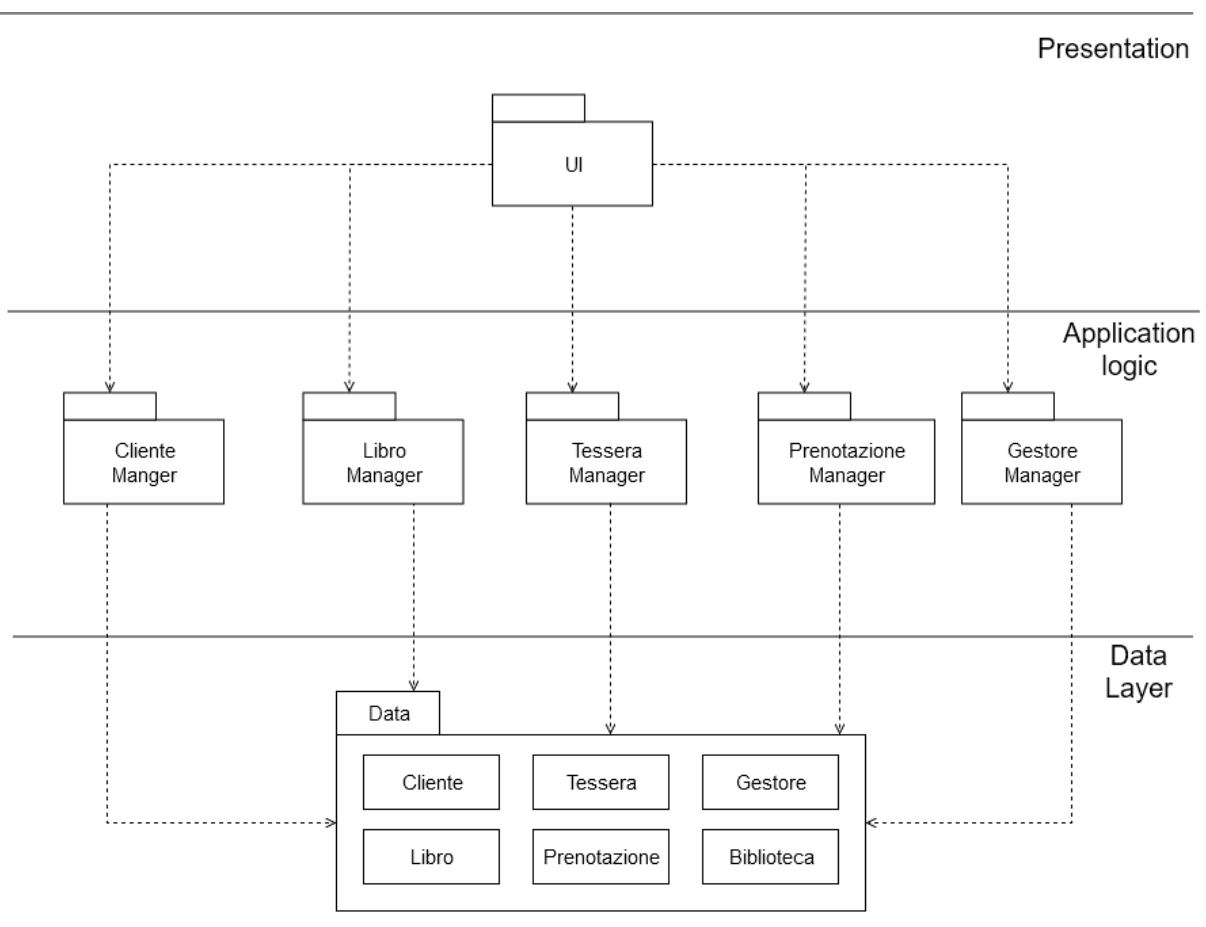 Presentation
UI
Application
logic
Cliente
Manger
Libro
Manager
Tessera
Manager
Prenotazione
Manager
Gestore
Manager
Data
Layer
Data
Cliente
Tessera
Gestore
Libro
Prenotazione
Biblioteca